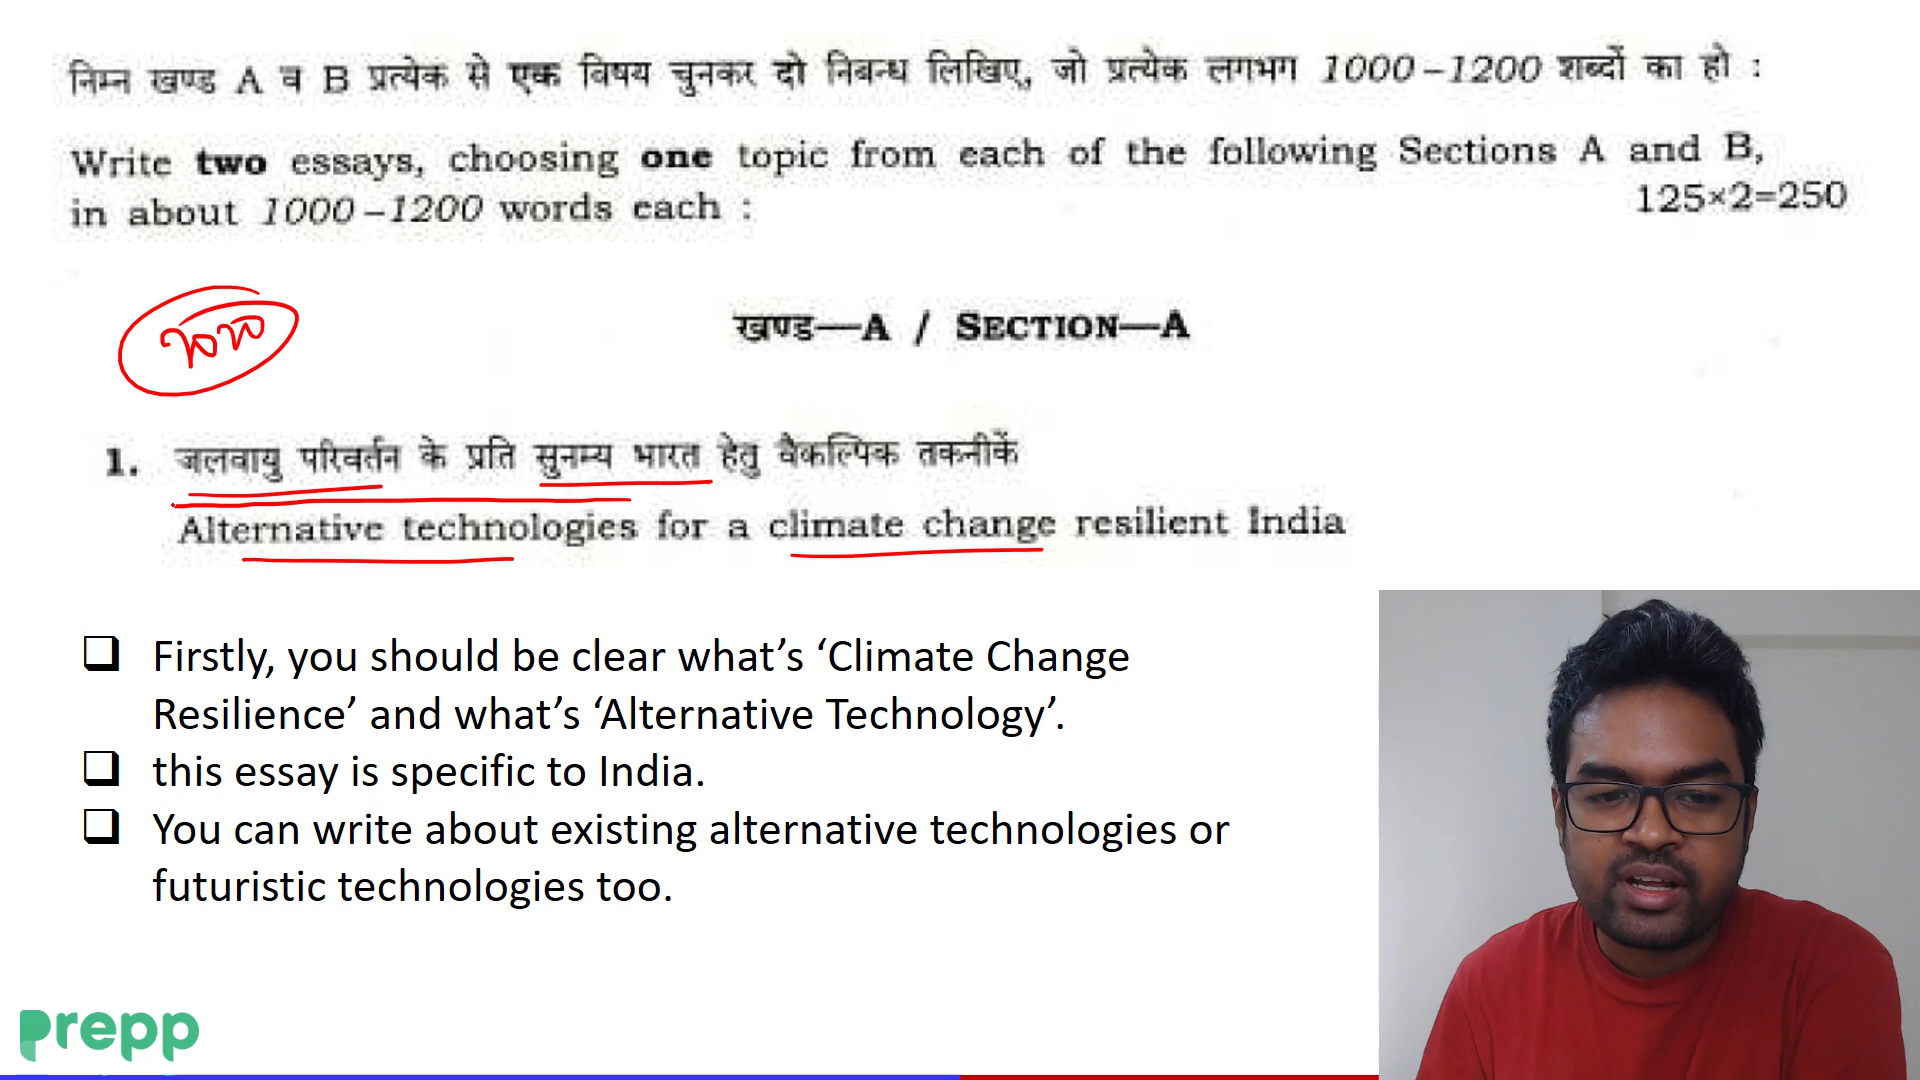 निम्न खण्ड A व B प्रत्येक से एक विषय चुनकर दो निबन्ध लिखिए, जो प्रत्येक लगभग 1000–1200 शब्दों का हो :
Write two essays, choosing one topic from each of the following Sections A and B,
in about 1000–1200 words each :
125×2=250
खण्ड—A / SECTION—A
1. जलवायु परिवर्तन के प्रति सुनम्य भारत हेतु वैकल्पिक तकनीकें
Alternative technologies for a climate change resilient India
❑ Firstly, you should be clear what’s ‘Climate Change
Resilience’ and what’s ‘Alternative Technology’.
❑ this essay is specific to India.
❑ You can write about existing alternative technologies or
futuristic technologies too.
Prepp